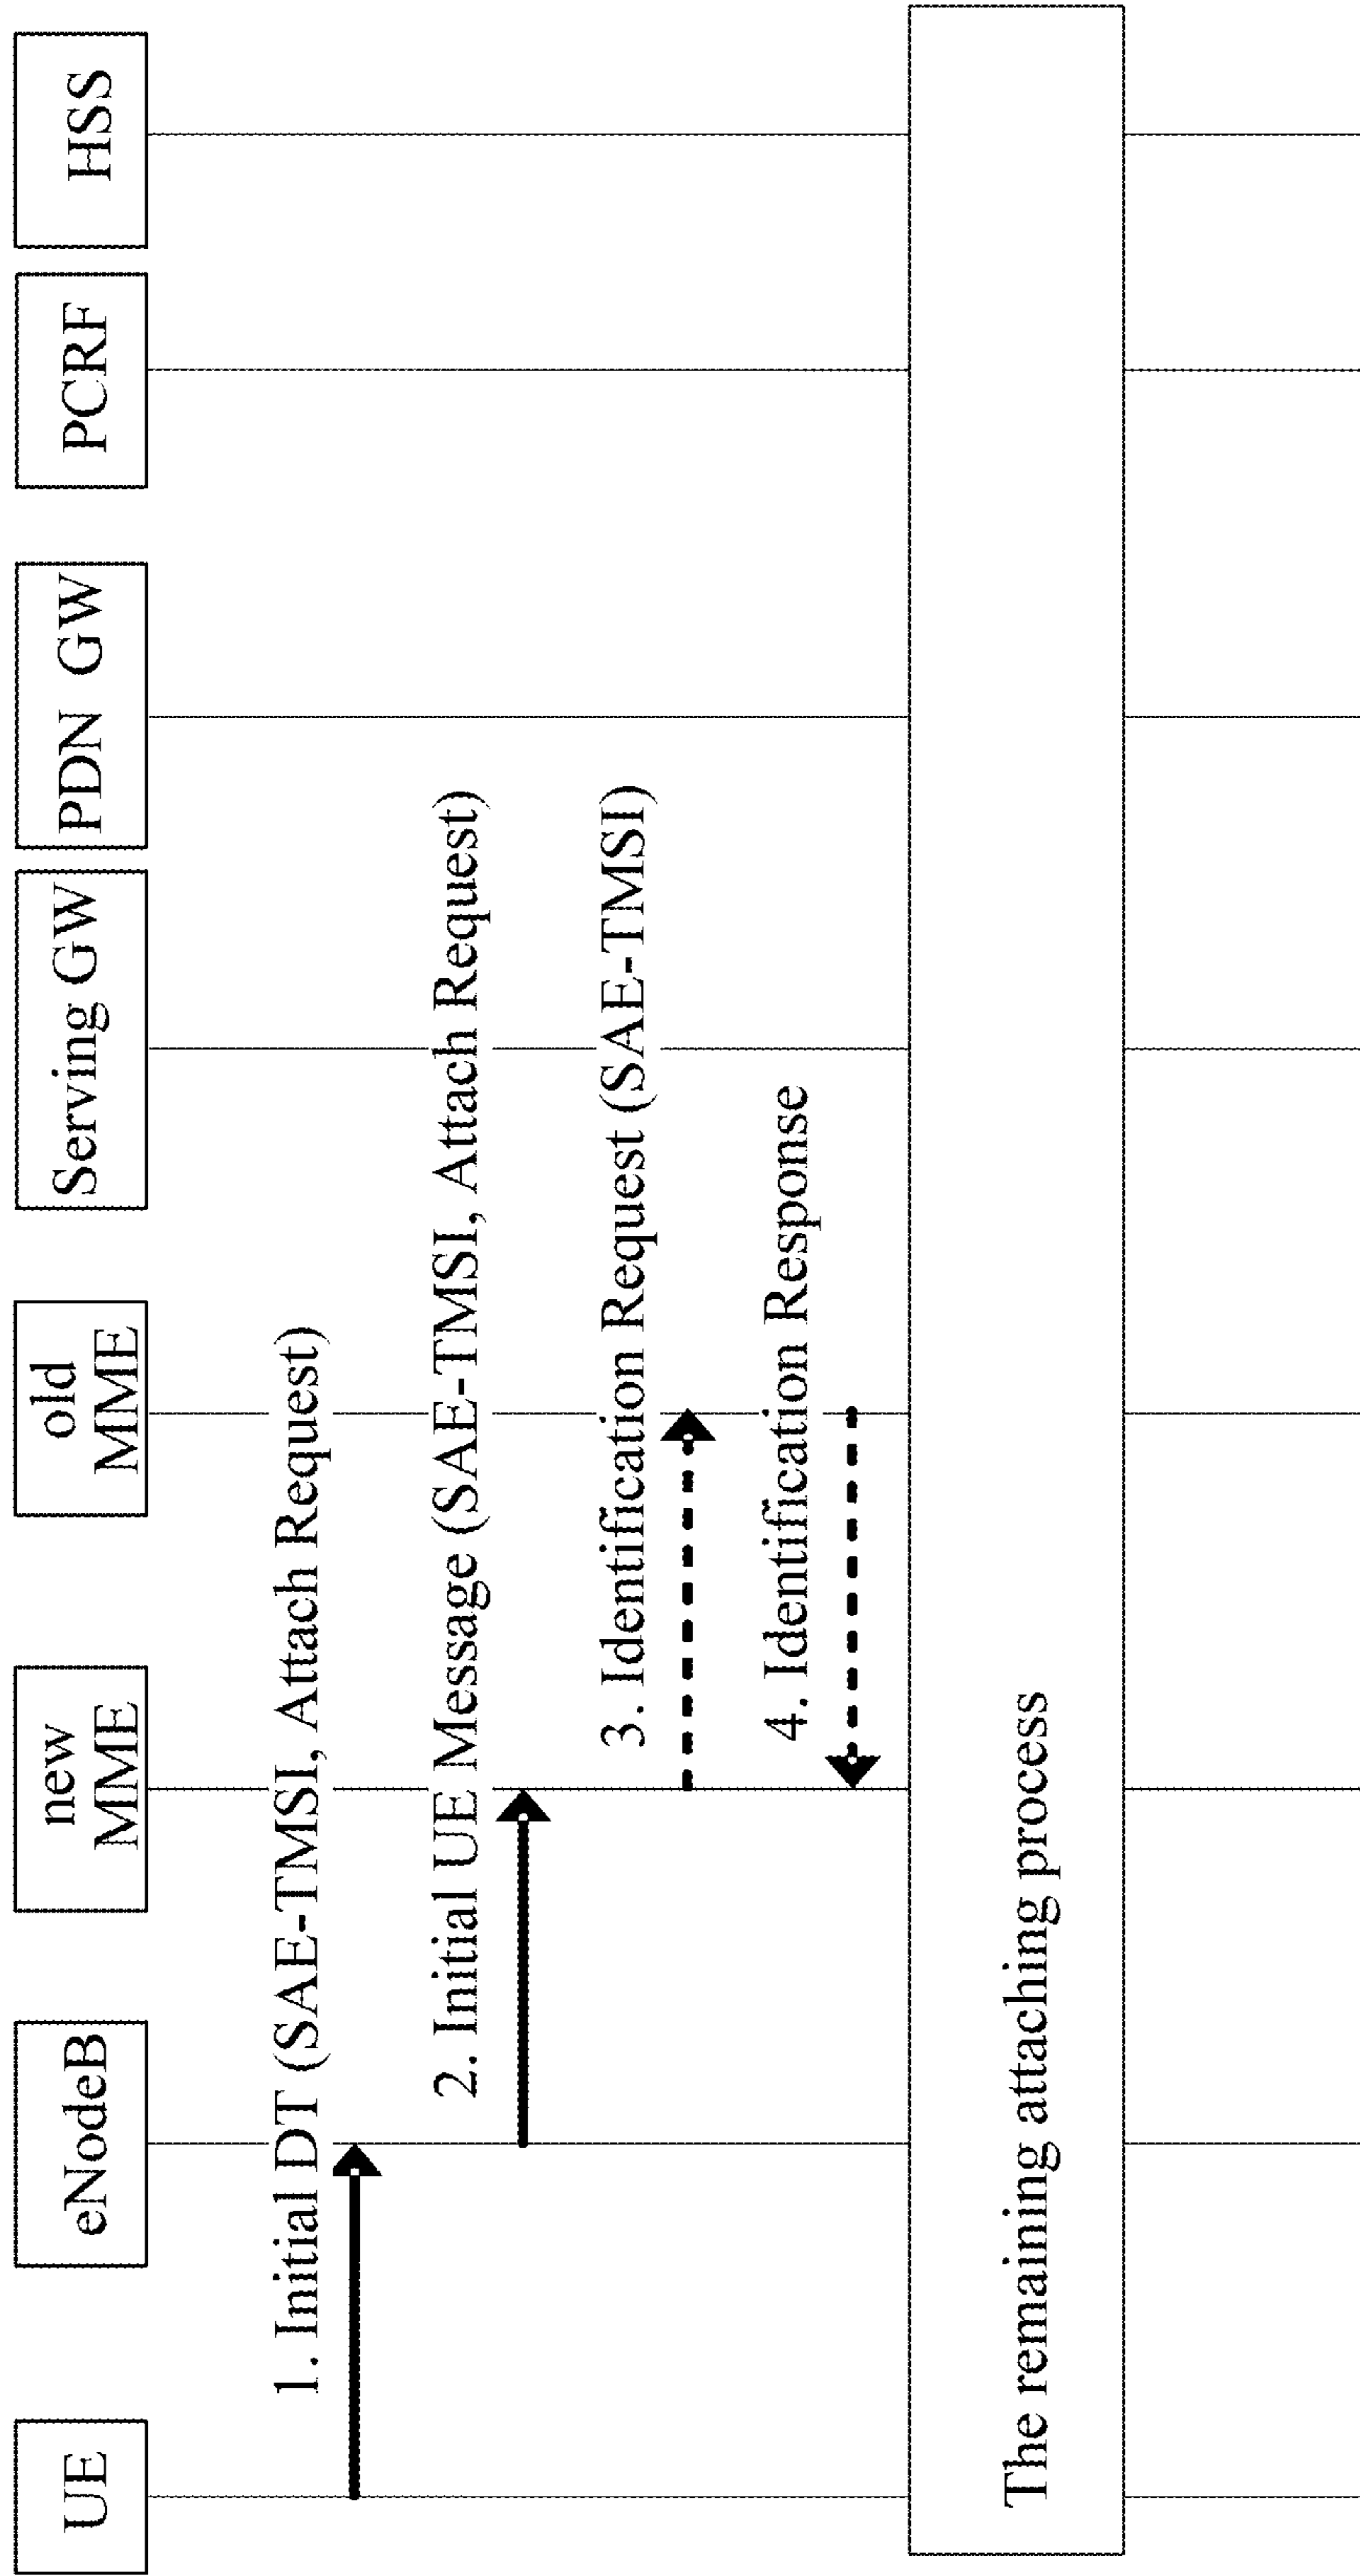 UE
eNodeB
new
MME
old
MME
Serving GW
PDN GW
PCRF
HSS
1. Initial DT (SAE-TMSI, Attach Request)
2. Initial UE Message (SAE-TMSI, Attach Request)
3. Identification Request (SAE-TMSI)
4. Identification Response
The remaining attaching process